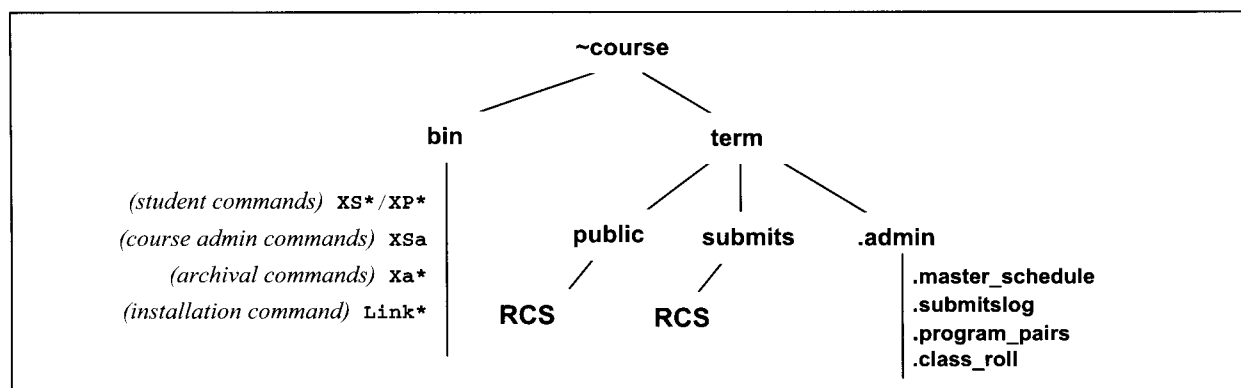 ~course
bin
term
(student commands) XS*/XP*
(course admin commands) XSa
(archival commands) Xa*
(installation command) Link*
public
submits
.admin
RCS
RCS
.master_schedule
.submitslog
.program_pairs
.class_roll